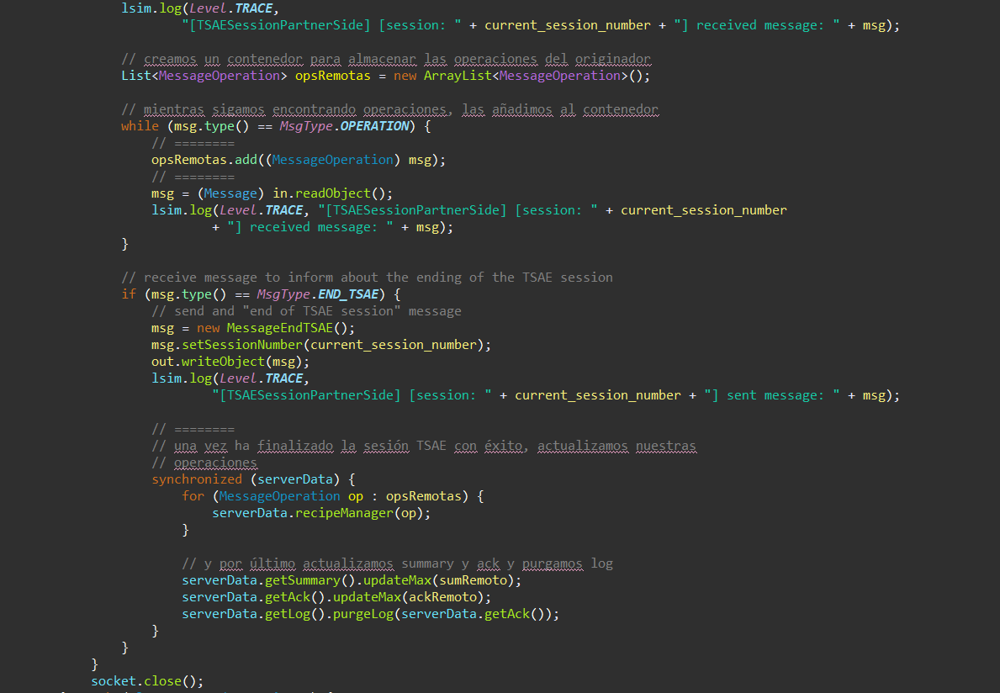 lsim.log(Level.TRACE,
"[TSAESessionPartnerSide] [session: " + current_session_number + "] received message: " + msg);
// creamos un contenedor para almacenar las operaciones del originador
List<MessageOperation> opsRemotas = new ArrayList<MessageOperation>();
// mientras sigamos encontrando operaciones, las añadimos al contenedor
while (msg.type() == MsgType.OPERATION) {
// ========
opsRemotas.add((MessageOperation) msg);
// ========
msg = (Message) in.readObject();
lsim.log(Level.TRACE, "[TSAESessionPartnerSide] [session: " + current_session_number
+ "] received message: " + msg);
}
// receive message to inform about the ending of the TSAE session
if (msg.type() == MsgType.END_TSAE) {
// send and "end of TSAE session" message
msg = new MessageEndTSAE();
msg.setSessionNumber(current_session_number);
out.writeObject(msg);
lsim.log(Level.TRACE,
"[TSAESessionPartnerSide] [session: " + current_session_number + "] sent message: " + msg);
// ========
// una vez ha finalizado la sesión TSAE con éxito, actualizamos nuestras
// operaciones
synchronized (serverData) {
for (MessageOperation op : opsRemotas) {
serverData.recipeManager(op);
}
// y por último actualizamos summary y ack y purgamos log
serverData.getSummary().updateMax(sumRemoto);
serverData.getAck().updateMax(ackRemoto);
serverData.getLog().purgeLog(serverData.getAck());
}
}
}
socket.close();